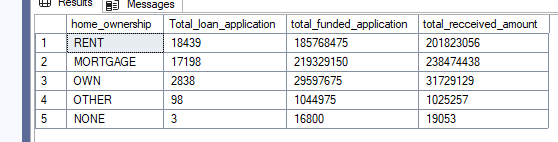 Results Messages
home_ownership Total_loan_application total_funded_application total_recceived_amount
1 RENT 18439 185768475 201823056
2 MORTGAGE 17198 219329150 238474438
3 OWN 2838 29597675 31729129
4 OTHER 98 1044975 1025257
5 NONE 3 16800 19053